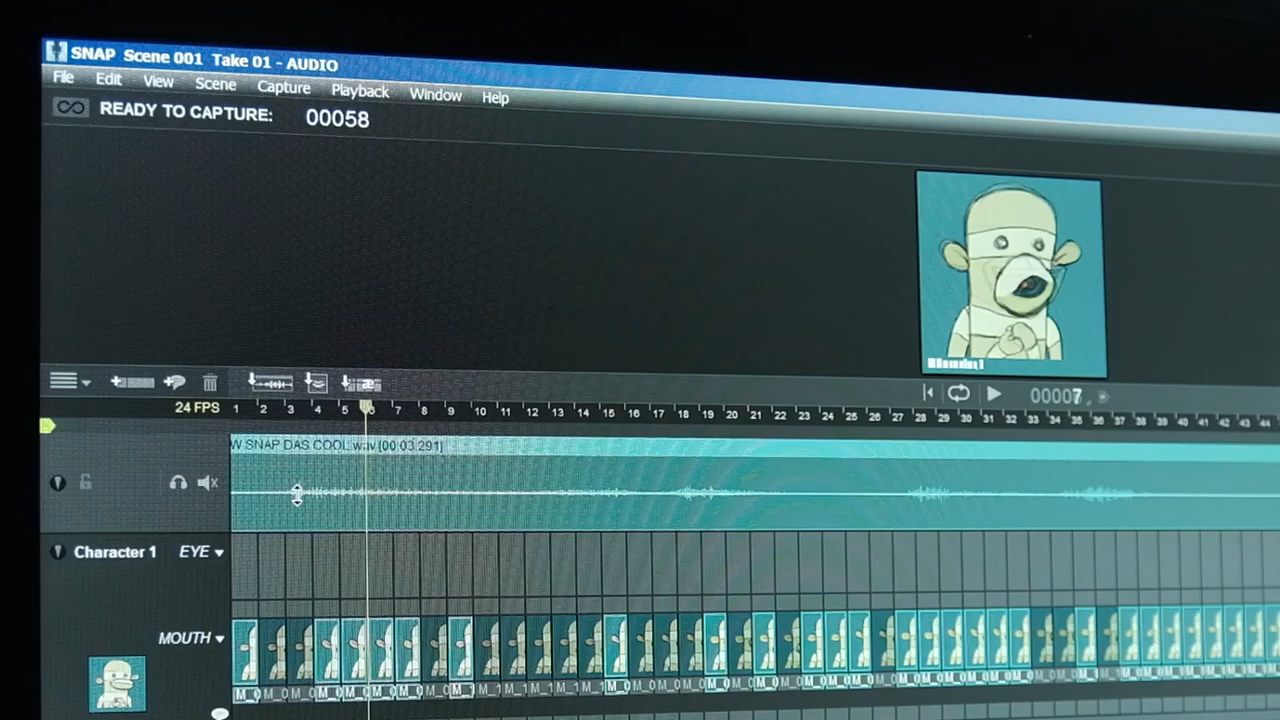 SNAP Scene 001 Take 01 - AUDIO
File Edit View Scene Capture Playback Window Help
READY TO CAPTURE: 00058
00007
24 FPS 1 2 3 4 5 6 7 8 9 10 11 12 13 14 15 16 17 18 19 20 21 22 23 24 25 26 27 28 29 30 31 32 33 34 35 36 37 38 39 40 41 42 43 44
W SNAP DAS COOL.wav [00:03.291]
Character 1 EYE
MOUTH